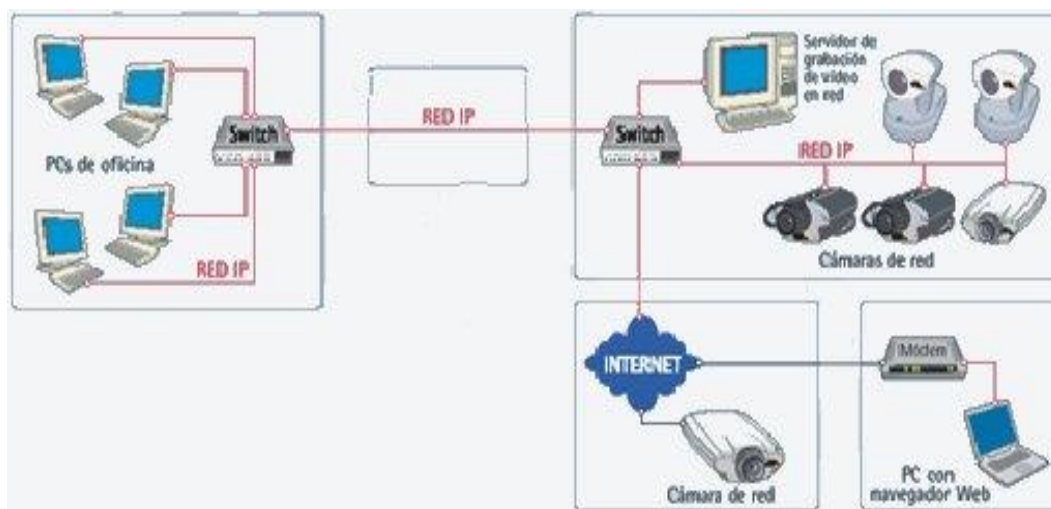 Switch
PCs de oficina
RED IP
RED IP
Servidor de
grabación
de vídeo
en red
Switch
RED IP
Cámaras de red
INTERNET
Cámara de red
Módem
PC con
navegador Web